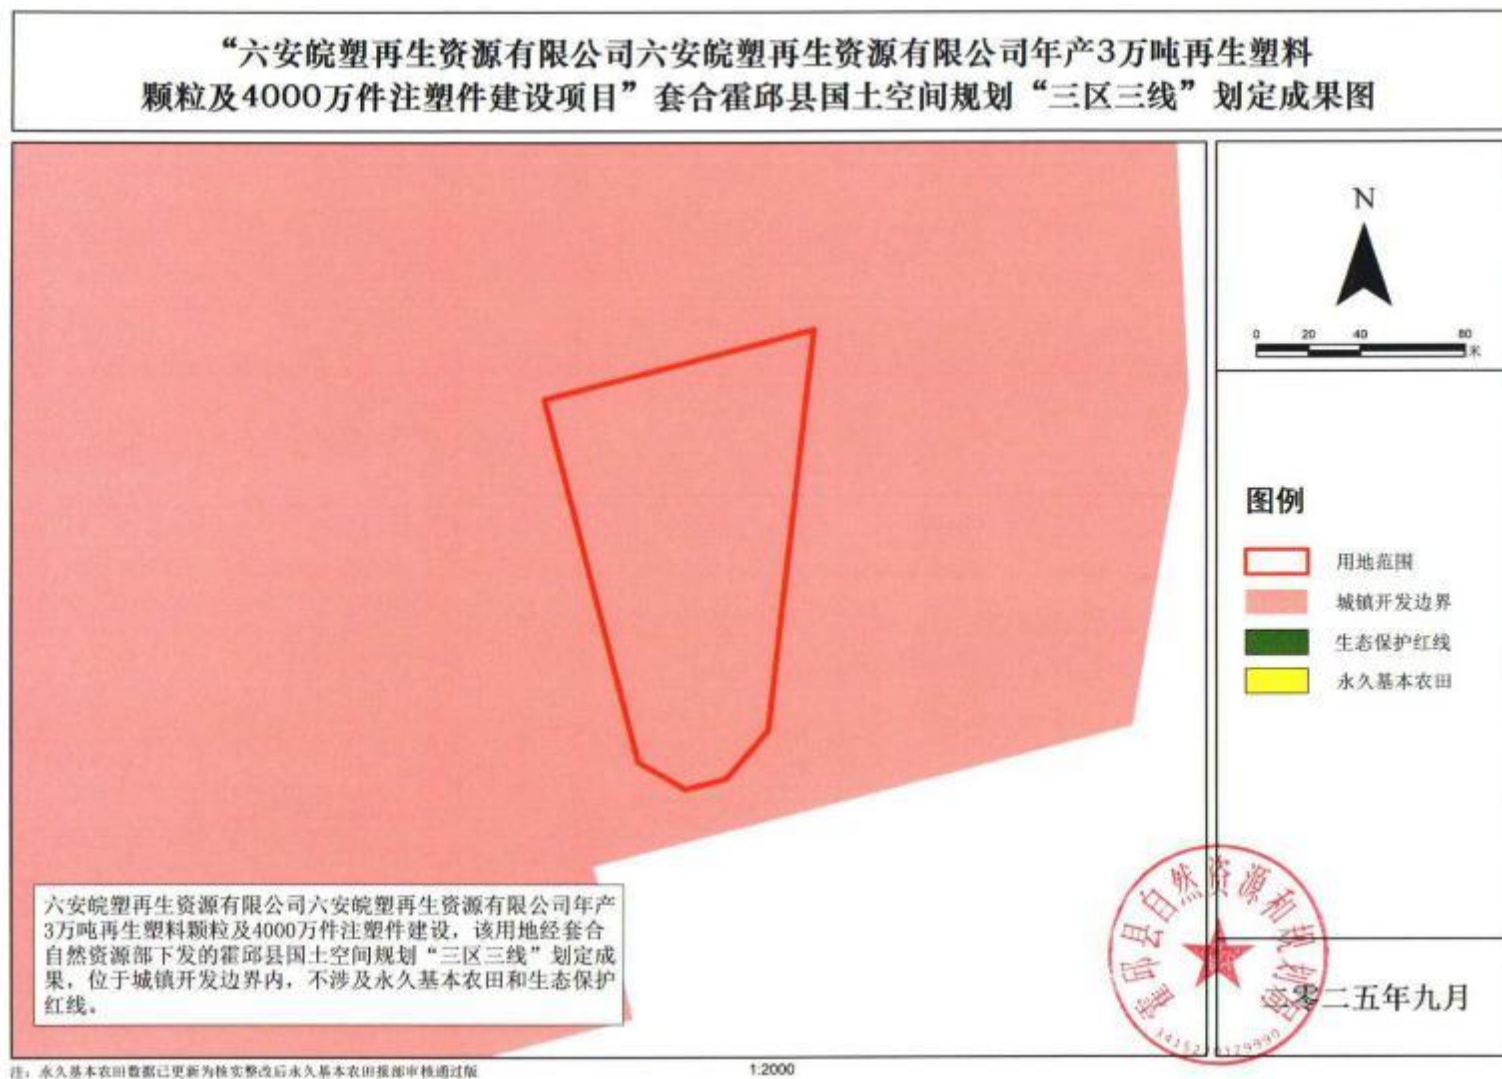 “六安皖塑再生资源有限公司六安皖塑再生资源有限公司年产3万吨再生塑料
颗粒及4000万件注塑件建设项目”套合霍邱县国土空间规划“三区三线”划定成果图
N
0 20 40 80
米
图例
用地范围
城镇开发边界
生态保护红线
永久基本农田
六安皖塑再生资源有限公司六安皖塑再生资源有限公司年产
3万吨再生塑料颗粒及4000万件注塑件建设，该用地经套合
自然资源部下发的霍邱县国土空间规划“三区三线”划定成
果，位于城镇开发边界内，不涉及永久基本农田和生态保护
红线。
霍邱县自然资源和规划局
二零二五年九月
注：永久基本农田数据已更新为核实整改后永久基本农田报部审核通过版
1:2000